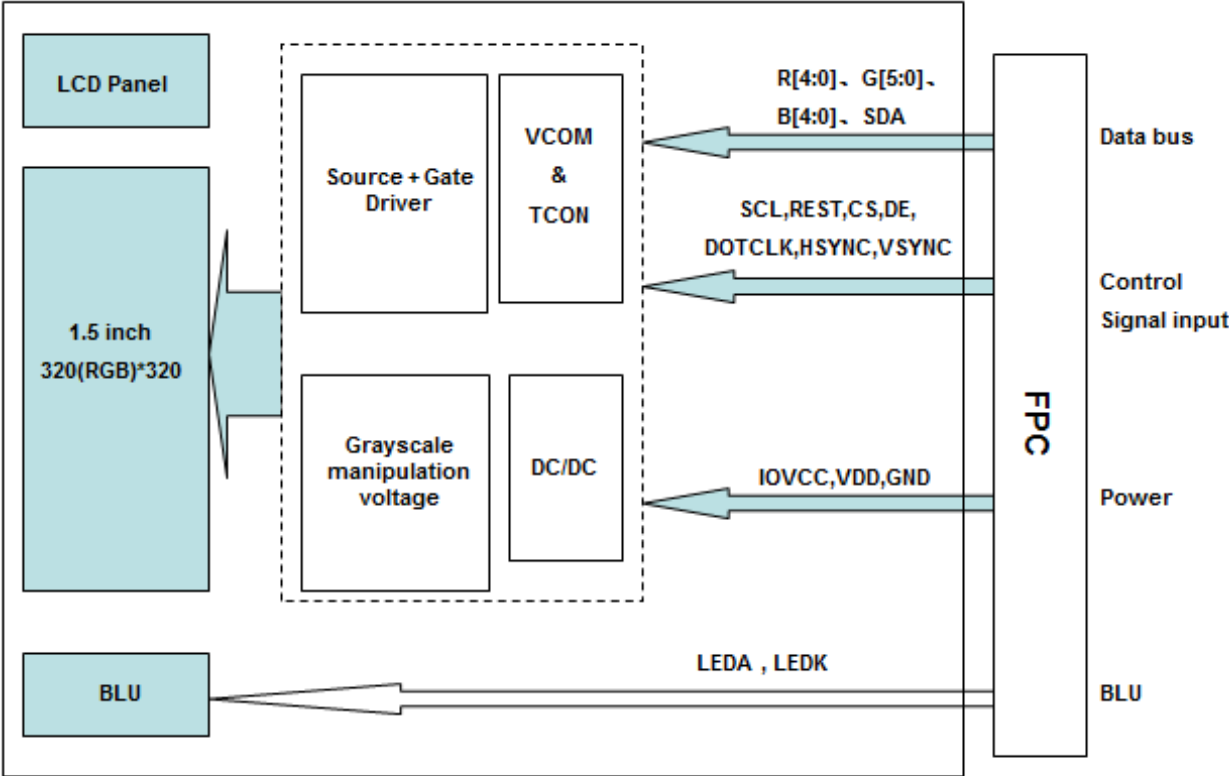 LCD Panel
1.5 inch
320(RGB)*320
BLU
Source + Gate
Driver
VCOM
&
TCON
Grayscale
manipulation
voltage
DC/DC
R[4:0]、G[5:0]、
B[4:0]、SDA
SCL,REST,CS,DE,
DOTCLK,HSYNC,VSYNC
IOVCC,VDD,GND
LEDA , LEDK
FPC
Data bus
Control
Signal input
Power
BLU